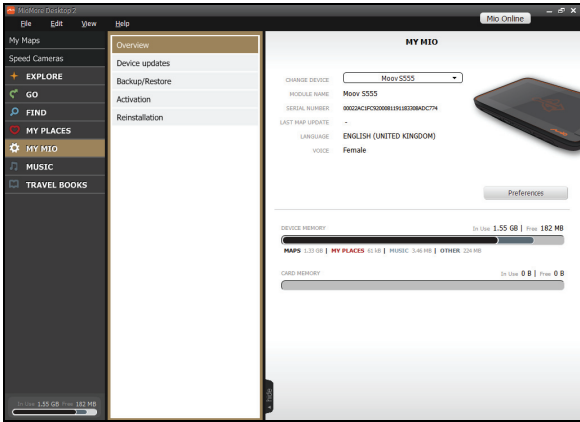 MioMore Desktop 2
File Edit View Help
Mio Online
My Maps
Speed Cameras
EXPLORE
GO
FIND
MY PLACES
MY MIO
MUSIC
TRAVEL BOOKS
In Use 1.55 GB Free 182 MB
Overview
Device updates
Backup/Restore
Activation
Reinstallation
hide
MY MIO
CHANGE DEVICE Moov S555
MODULE NAME Moov S555
SERIAL NUMBER
LAST MAP UPDATE -
LANGUAGE ENGLISH (UNITED KINGDOM)
VOICE Female
Preferences
DEVICE MEMORY In Use 1.55 GB | Free 182 MB
MAPS 1.33 GB | MY PLACES 61 kB | MUSIC 3.46 MB | OTHER 224 MB
CARD MEMORY In Use 0 B | Free 0 B